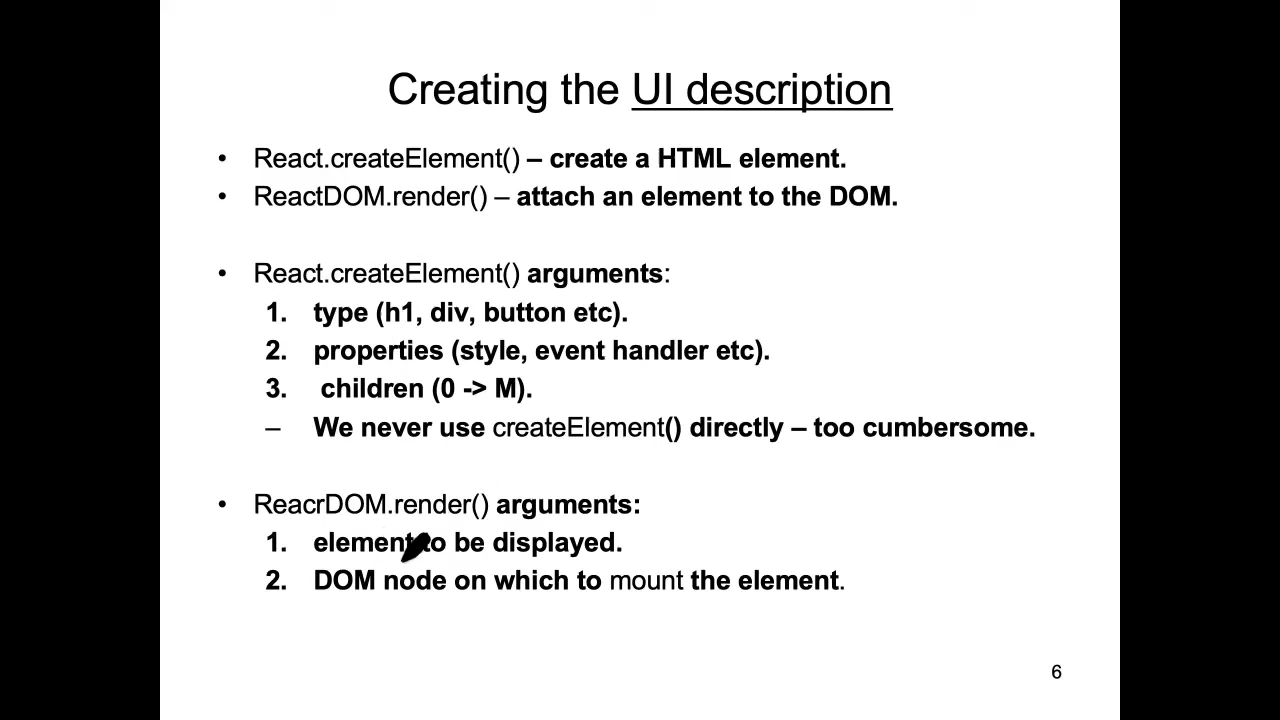 Creating the UI description
• React.createElement() – create a HTML element.
• ReactDOM.render() – attach an element to the DOM.
• React.createElement() arguments:
1. type (h1, div, button etc).
2. properties (style, event handler etc).
3. children (0 -> M).
– We never use createElement() directly – too cumbersome.
• ReacrDOM.render() arguments:
1. element to be displayed.
2. DOM node on which to mount the element.
6